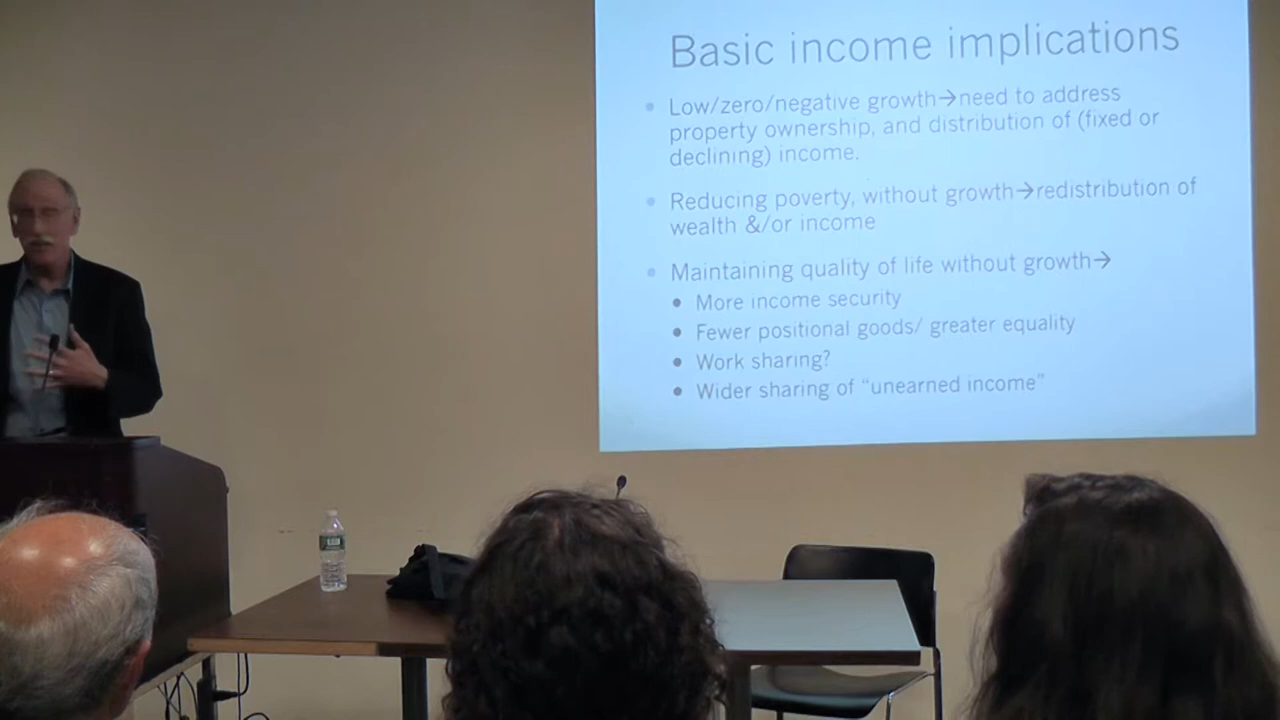 Basic income implications
• Low/zero/negative growth→need to address
property ownership, and distribution of (fixed or
declining) income.
• Reducing poverty, without growth→redistribution of
wealth &/or income
• Maintaining quality of life without growth→
• More income security
• Fewer positional goods/ greater equality
• Work sharing?
• Wider sharing of “unearned income”